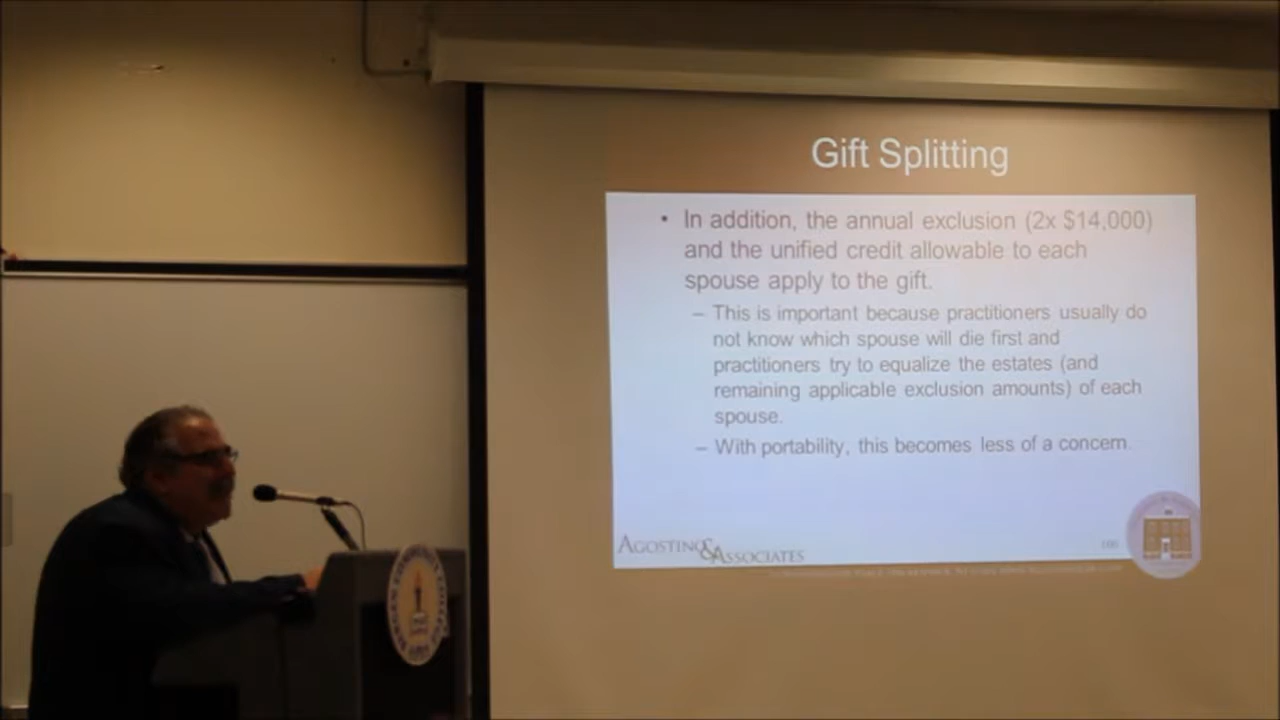 Gift Splitting
• In addition, the annual exclusion (2x $14,000)
and the unified credit allowable to each
spouse apply to the gift.
– This is important because practitioners usually do
not know which spouse will die first and
practitioners try to equalize the estates (and
remaining applicable exclusion amounts) of each
spouse.
– With portability, this becomes less of a concern.
AGOSTINO & ASSOCIATES
BERGEN COMMUNITY COLLEGE